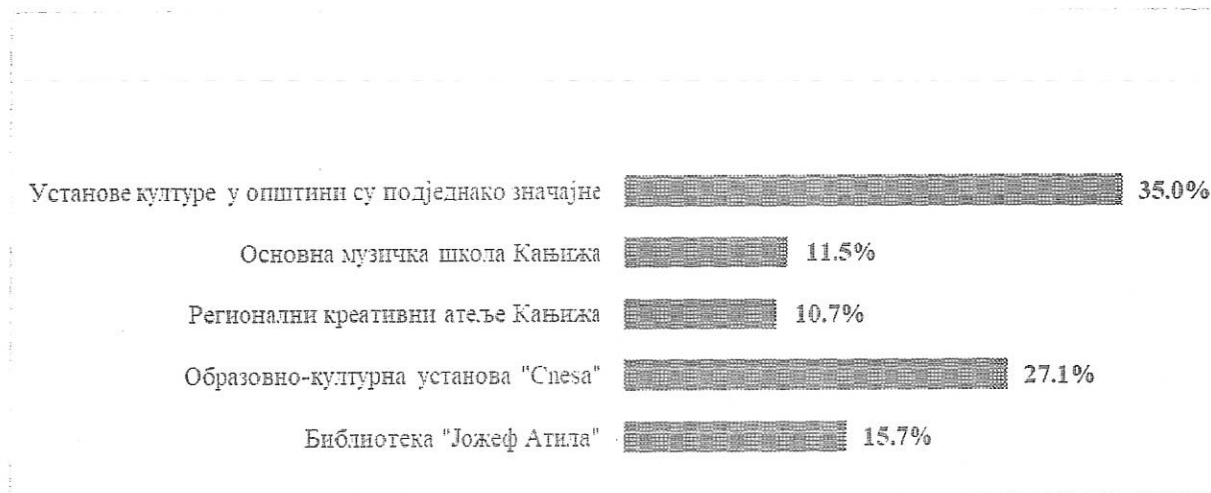 Установе културе у општини су подједнако значајне 35.0%
Основна музичка школа Кањижа 11.5%
Регионални креативни атеље Кањижа 10.7%
Образовно-културна установа "Cnesa" 27.1%
Библиотека "Јожеф Атила" 15.7%